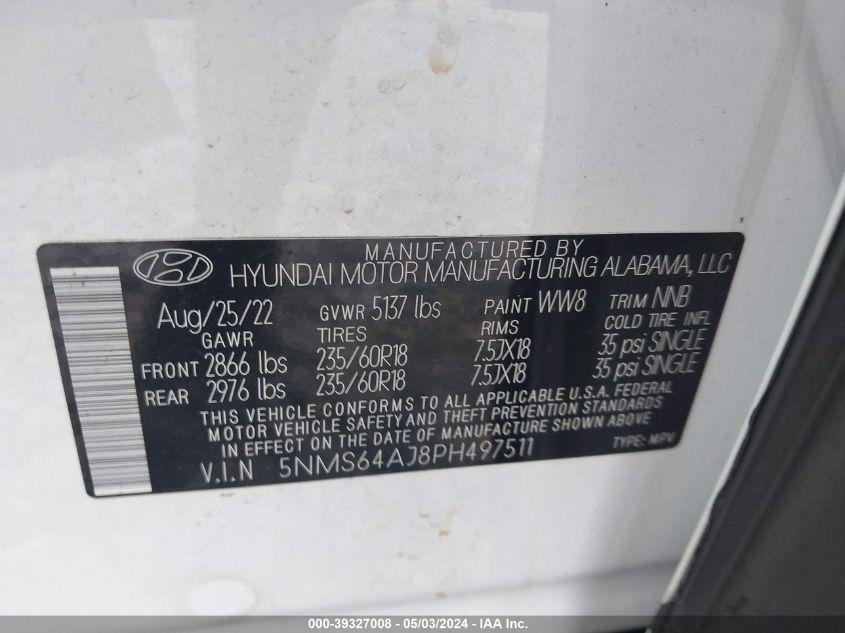 MANUFACTURED BY
HYUNDAI MOTOR MANUFACTURING ALABAMA, LLC
Aug/25/22 GVWR 5137 lbs PAINT WW8 TRIM NNB
GAWR TIRES RIMS COLD TIRE INFL
FRONT 2866 lbs 235/60R18 7.5JX18 35 psi SINGLE
REAR 2976 lbs 235/60R18 7.5JX18 35 psi SINGLE
THIS VEHICLE CONFORMS TO ALL APPLICABLE U.S.A. FEDERAL
MOTOR VEHICLE SAFETY AND THEFT PREVENTION STANDARDS
IN EFFECT ON THE DATE OF MANUFACTURE SHOWN ABOVE
V.I.N 5NMS64AJ8PH497511 TYPE: MPV
000-39327008 - 05/03/2024 - IAA Inc.